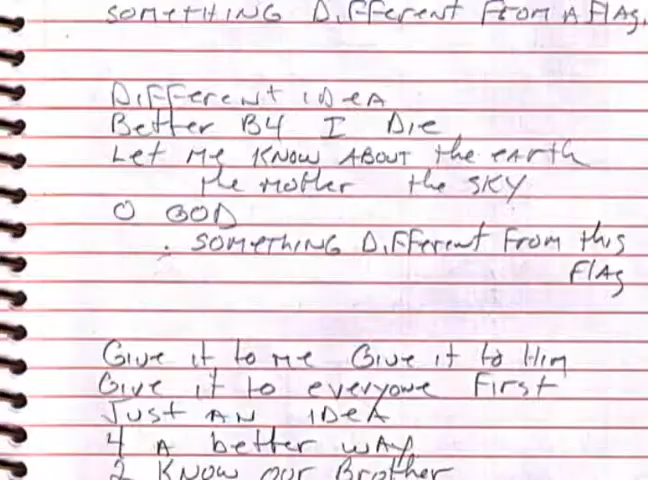 SOMETHING DIFFerent From A FlAg.
DIFFerent IDeA
Better B4 I Die
Let Me KNOW ABOUT the eArth
the Mother the SKY
O GOD
. SOMETHING DIFFerent From this
FlAg
Give it to me Give it to Him
Give it to everyone First
Just AN IDeA
4 A better wAy
2 KNOW our Brother